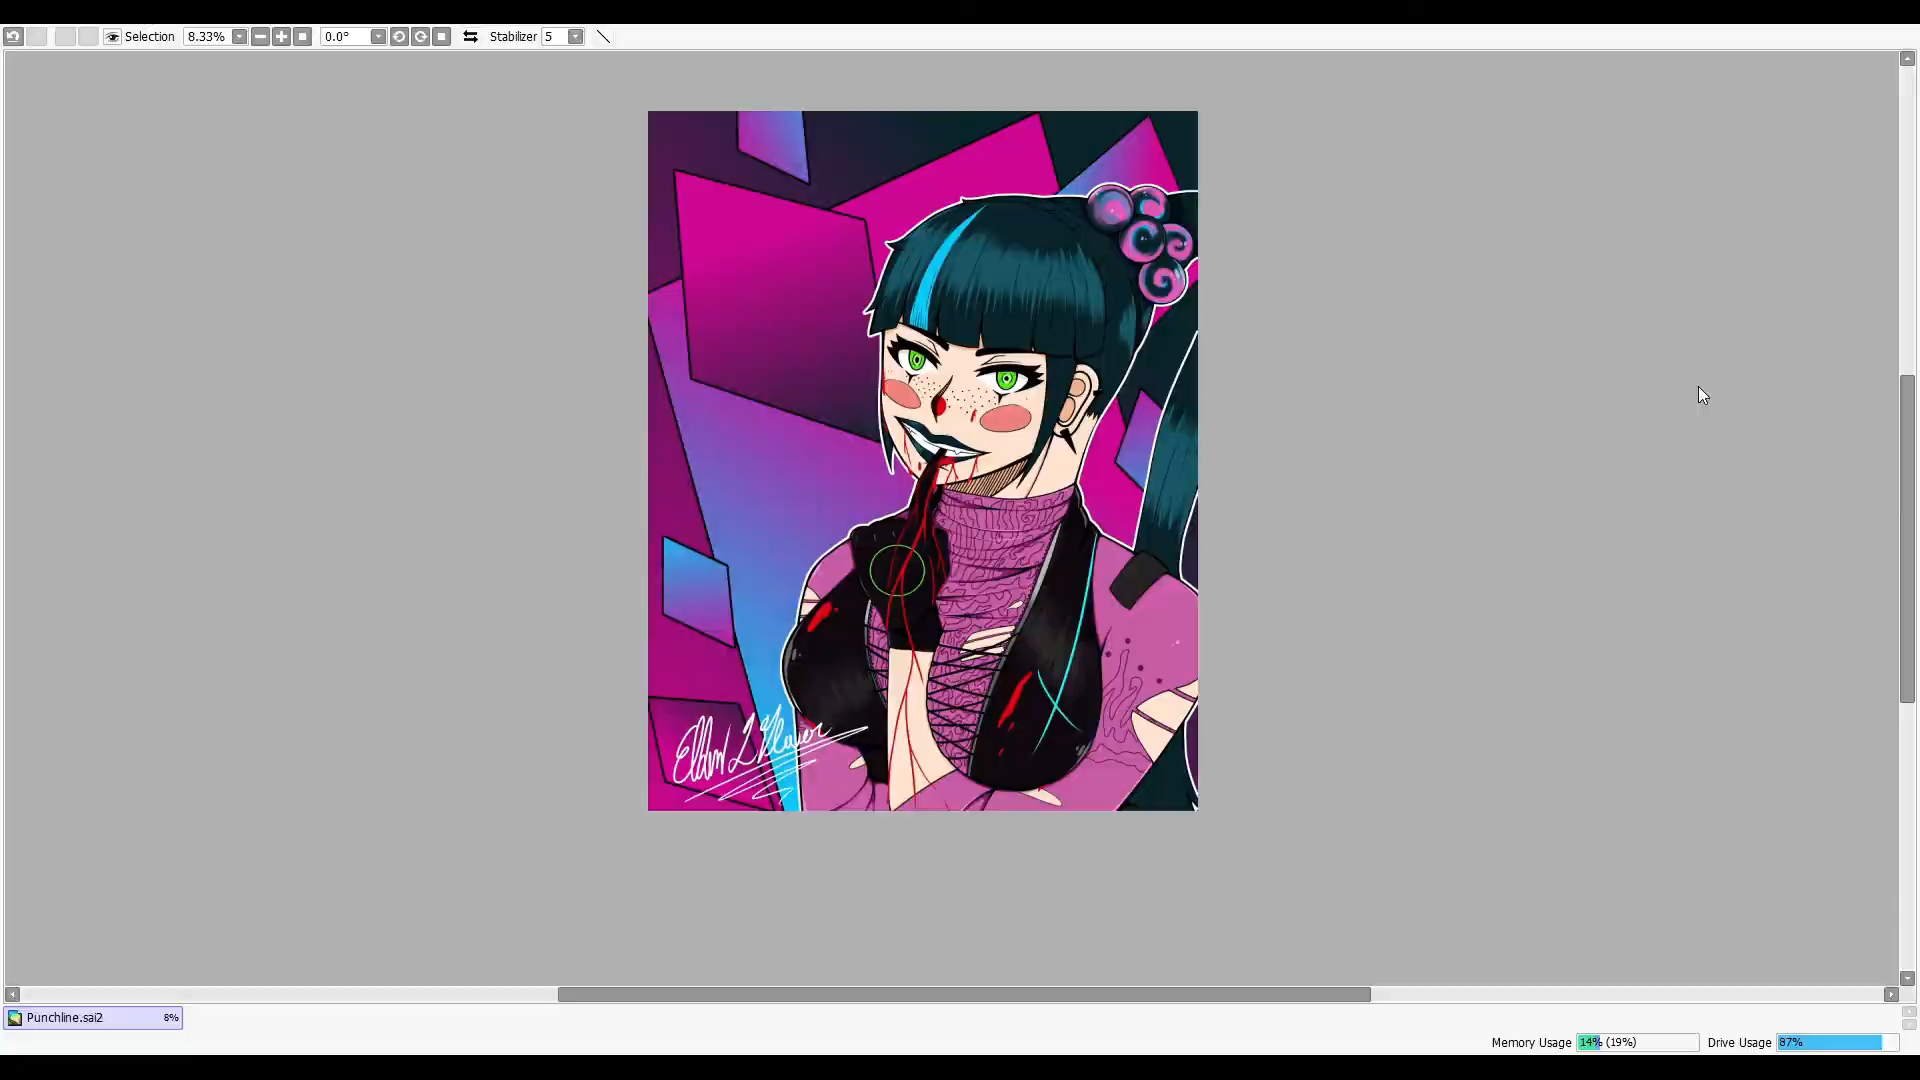 Selection 8.33% 0.0° Stabilizer 5
Punchline.sai2 8%
Memory Usage 14% (19%) Drive Usage 87%